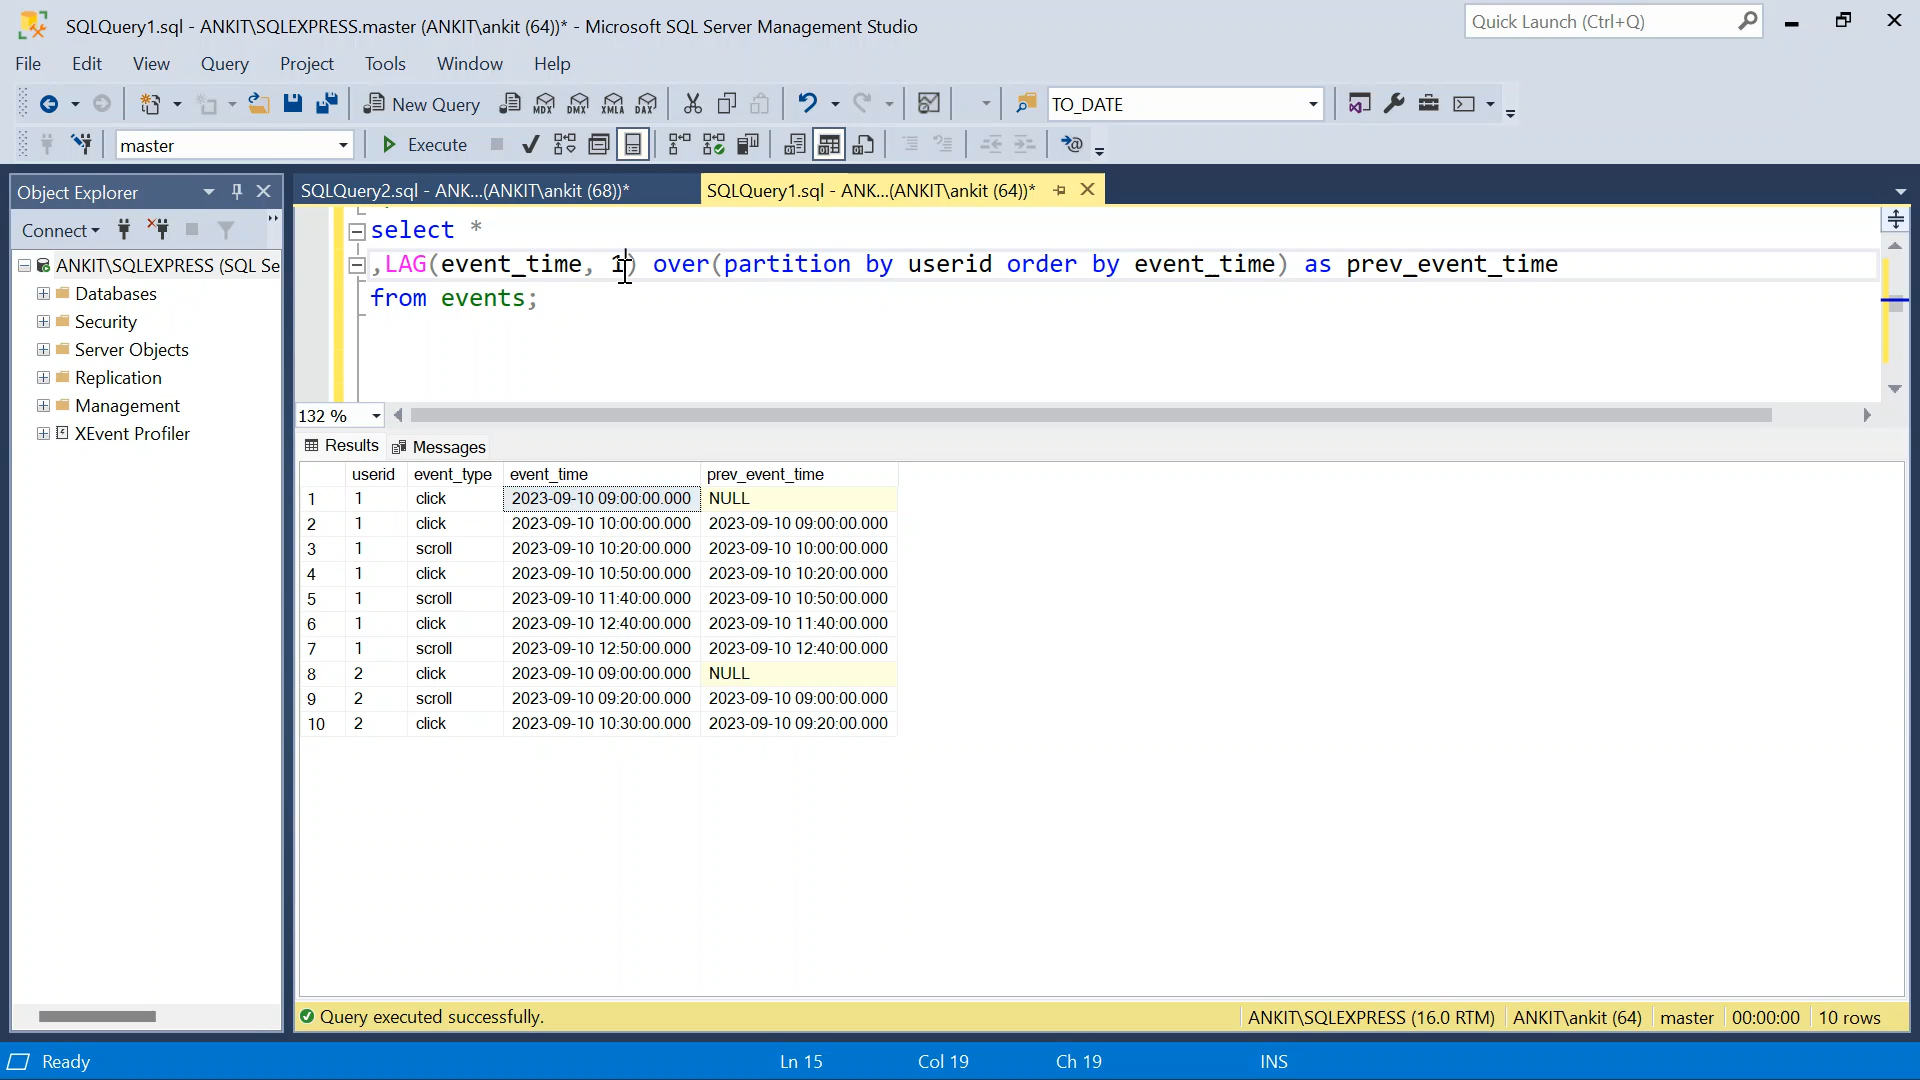 SQLQuery1.sql - ANKIT\SQLEXPRESS.master (ANKIT\ankit (64))* - Microsoft SQL Server Management Studio
Quick Launch (Ctrl+Q)
File Edit View Query Project Tools Window Help
New Query MDX DMX XMLA DAX TO_DATE
master Execute
Object Explorer
SQLQuery2.sql - ANK...(ANKIT\ankit (68))* SQLQuery1.sql - ANK...(ANKIT\ankit (64))*
Connect
ANKIT\SQLEXPRESS (SQL Se
Databases
Security
Server Objects
Replication
Management
XEvent Profiler
select *
,LAG(event_time, 1) over(partition by userid order by event_time) as prev_event_time
from events;
132 %
Results Messages
userid event_type event_time prev_event_time
1 1 click 2023-09-10 09:00:00.000 NULL
2 1 click 2023-09-10 10:00:00.000 2023-09-10 09:00:00.000
3 1 scroll 2023-09-10 10:20:00.000 2023-09-10 10:00:00.000
4 1 click 2023-09-10 10:50:00.000 2023-09-10 10:20:00.000
5 1 scroll 2023-09-10 11:40:00.000 2023-09-10 10:50:00.000
6 1 click 2023-09-10 12:40:00.000 2023-09-10 11:40:00.000
7 1 scroll 2023-09-10 12:50:00.000 2023-09-10 12:40:00.000
8 2 click 2023-09-10 09:00:00.000 NULL
9 2 scroll 2023-09-10 09:20:00.000 2023-09-10 09:00:00.000
10 2 click 2023-09-10 10:30:00.000 2023-09-10 09:20:00.000
Query executed successfully. ANKIT\SQLEXPRESS (16.0 RTM) ANKIT\ankit (64) master 00:00:00 10 rows
Ready Ln 15 Col 19 Ch 19 INS